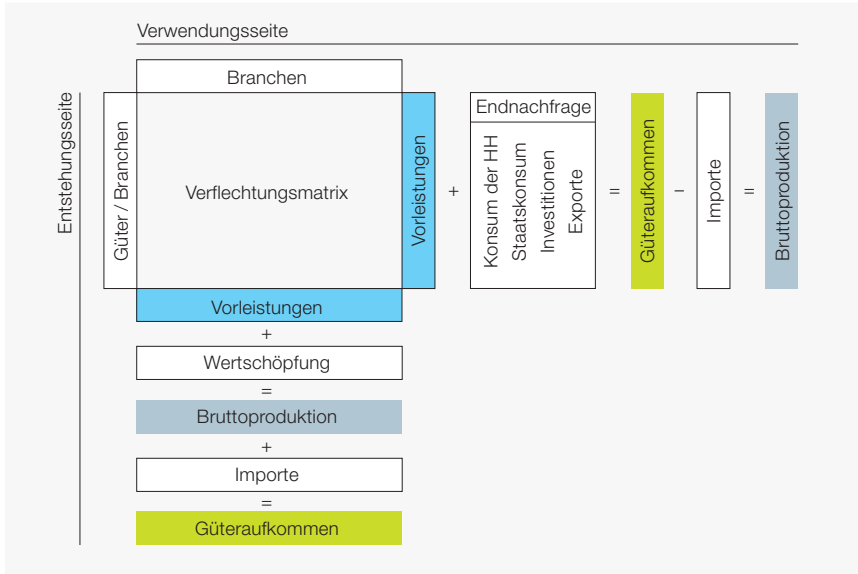 Verwendungsseite
Entstehungsseite
Branchen
Güter / Branchen
Verflechtungsmatrix
Vorleistungen
+
Endnachfrage
Konsum der HH
Staatskonsum
Investitionen
Exporte
=
Güteraufkommen
–
Importe
=
Bruttoproduktion
Vorleistungen
+
Wertschöpfung
=
Bruttoproduktion
+
Importe
=
Güteraufkommen